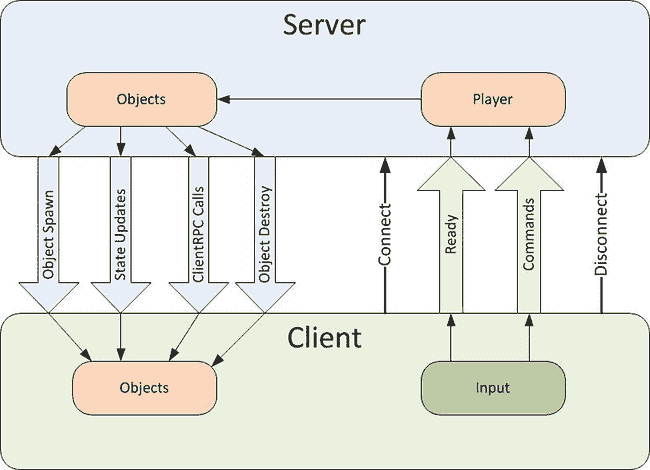 Server
Objects
Player
Object Spawn
State Updates
ClientRPC Calls
Object Destroy
Connect
Ready
Commands
Disconnect
Client
Objects
Input